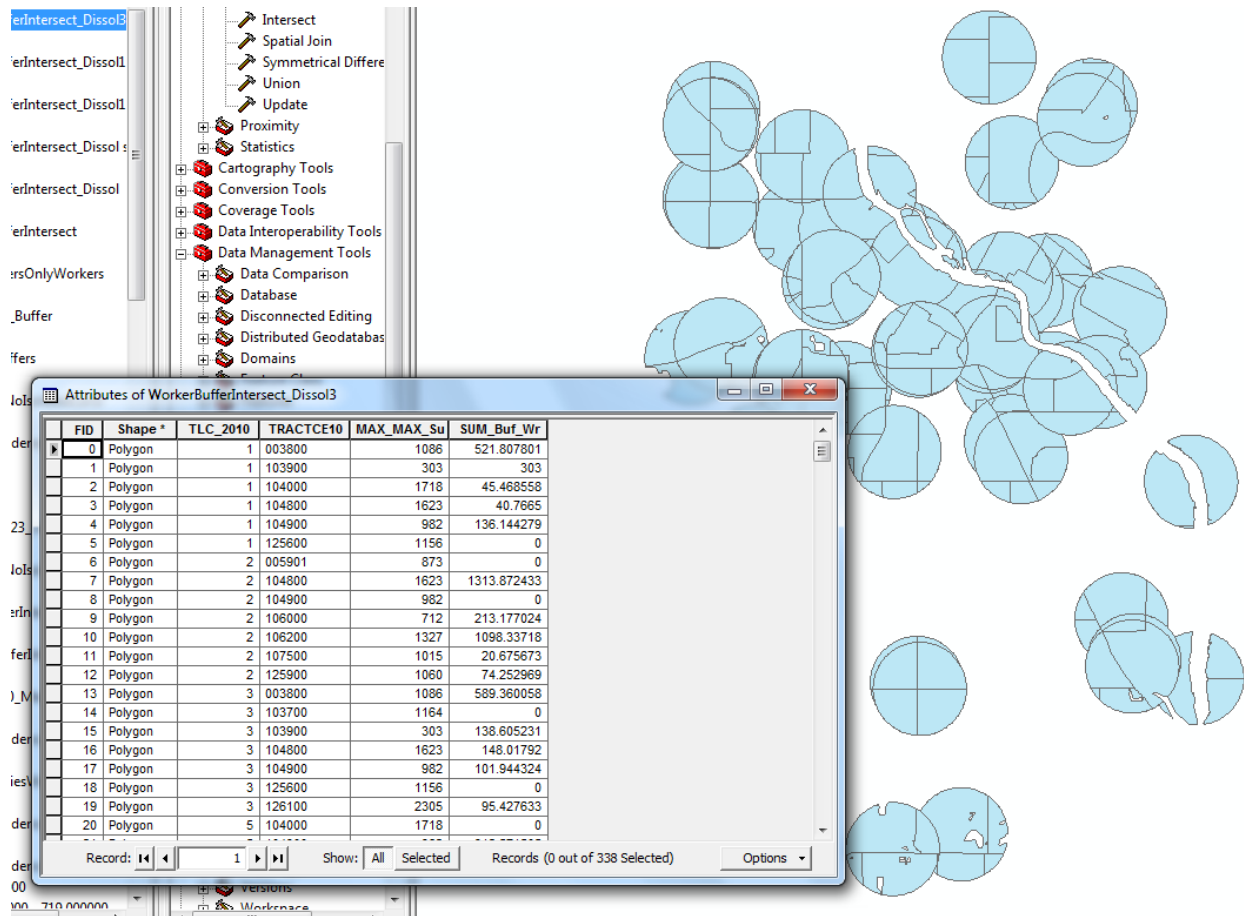 erIntersect_Dissol3
ferIntersect_Dissol1
ferIntersect_Dissol1
ferIntersect_Dissol s
ferIntersect_Dissol
ferIntersect
ersOnlyWorkers
_Buffer
ffers
Intersect
Spatial Join
Symmetrical Differe
Union
Update
Proximity
Statistics
Cartography Tools
Conversion Tools
Coverage Tools
Data Interoperability Tools
Data Management Tools
Data Comparison
Database
Disconnected Editing
Distributed Geodatabas
Domains
Attributes of WorkerBufferIntersect_Dissol3
FID Shape * TLC_2010 TRACTCE10 MAX_MAX_Su SUM_Buf_Wr
0 Polygon 1 003800 1086 521.807801
1 Polygon 1 103900 303 303
2 Polygon 1 104000 1718 45.468558
3 Polygon 1 104800 1623 40.7665
4 Polygon 1 104900 982 136.144279
5 Polygon 1 125600 1156 0
6 Polygon 2 005901 873 0
7 Polygon 2 104800 1623 1313.872433
8 Polygon 2 104900 982 0
9 Polygon 2 106000 712 213.177024
10 Polygon 2 106200 1327 1098.33718
11 Polygon 2 107500 1015 20.675673
12 Polygon 2 125900 1060 74.252969
13 Polygon 3 003800 1086 589.360058
14 Polygon 3 103700 1164 0
15 Polygon 3 103900 303 138.605231
16 Polygon 3 104800 1623 148.01792
17 Polygon 3 104900 982 101.944324
18 Polygon 3 125600 1156 0
19 Polygon 3 126100 2305 95.427633
20 Polygon 5 104000 1718 0
Record: 1 Show: All Selected Records (0 out of 338 Selected) Options
Versions
Workspace
719.000000